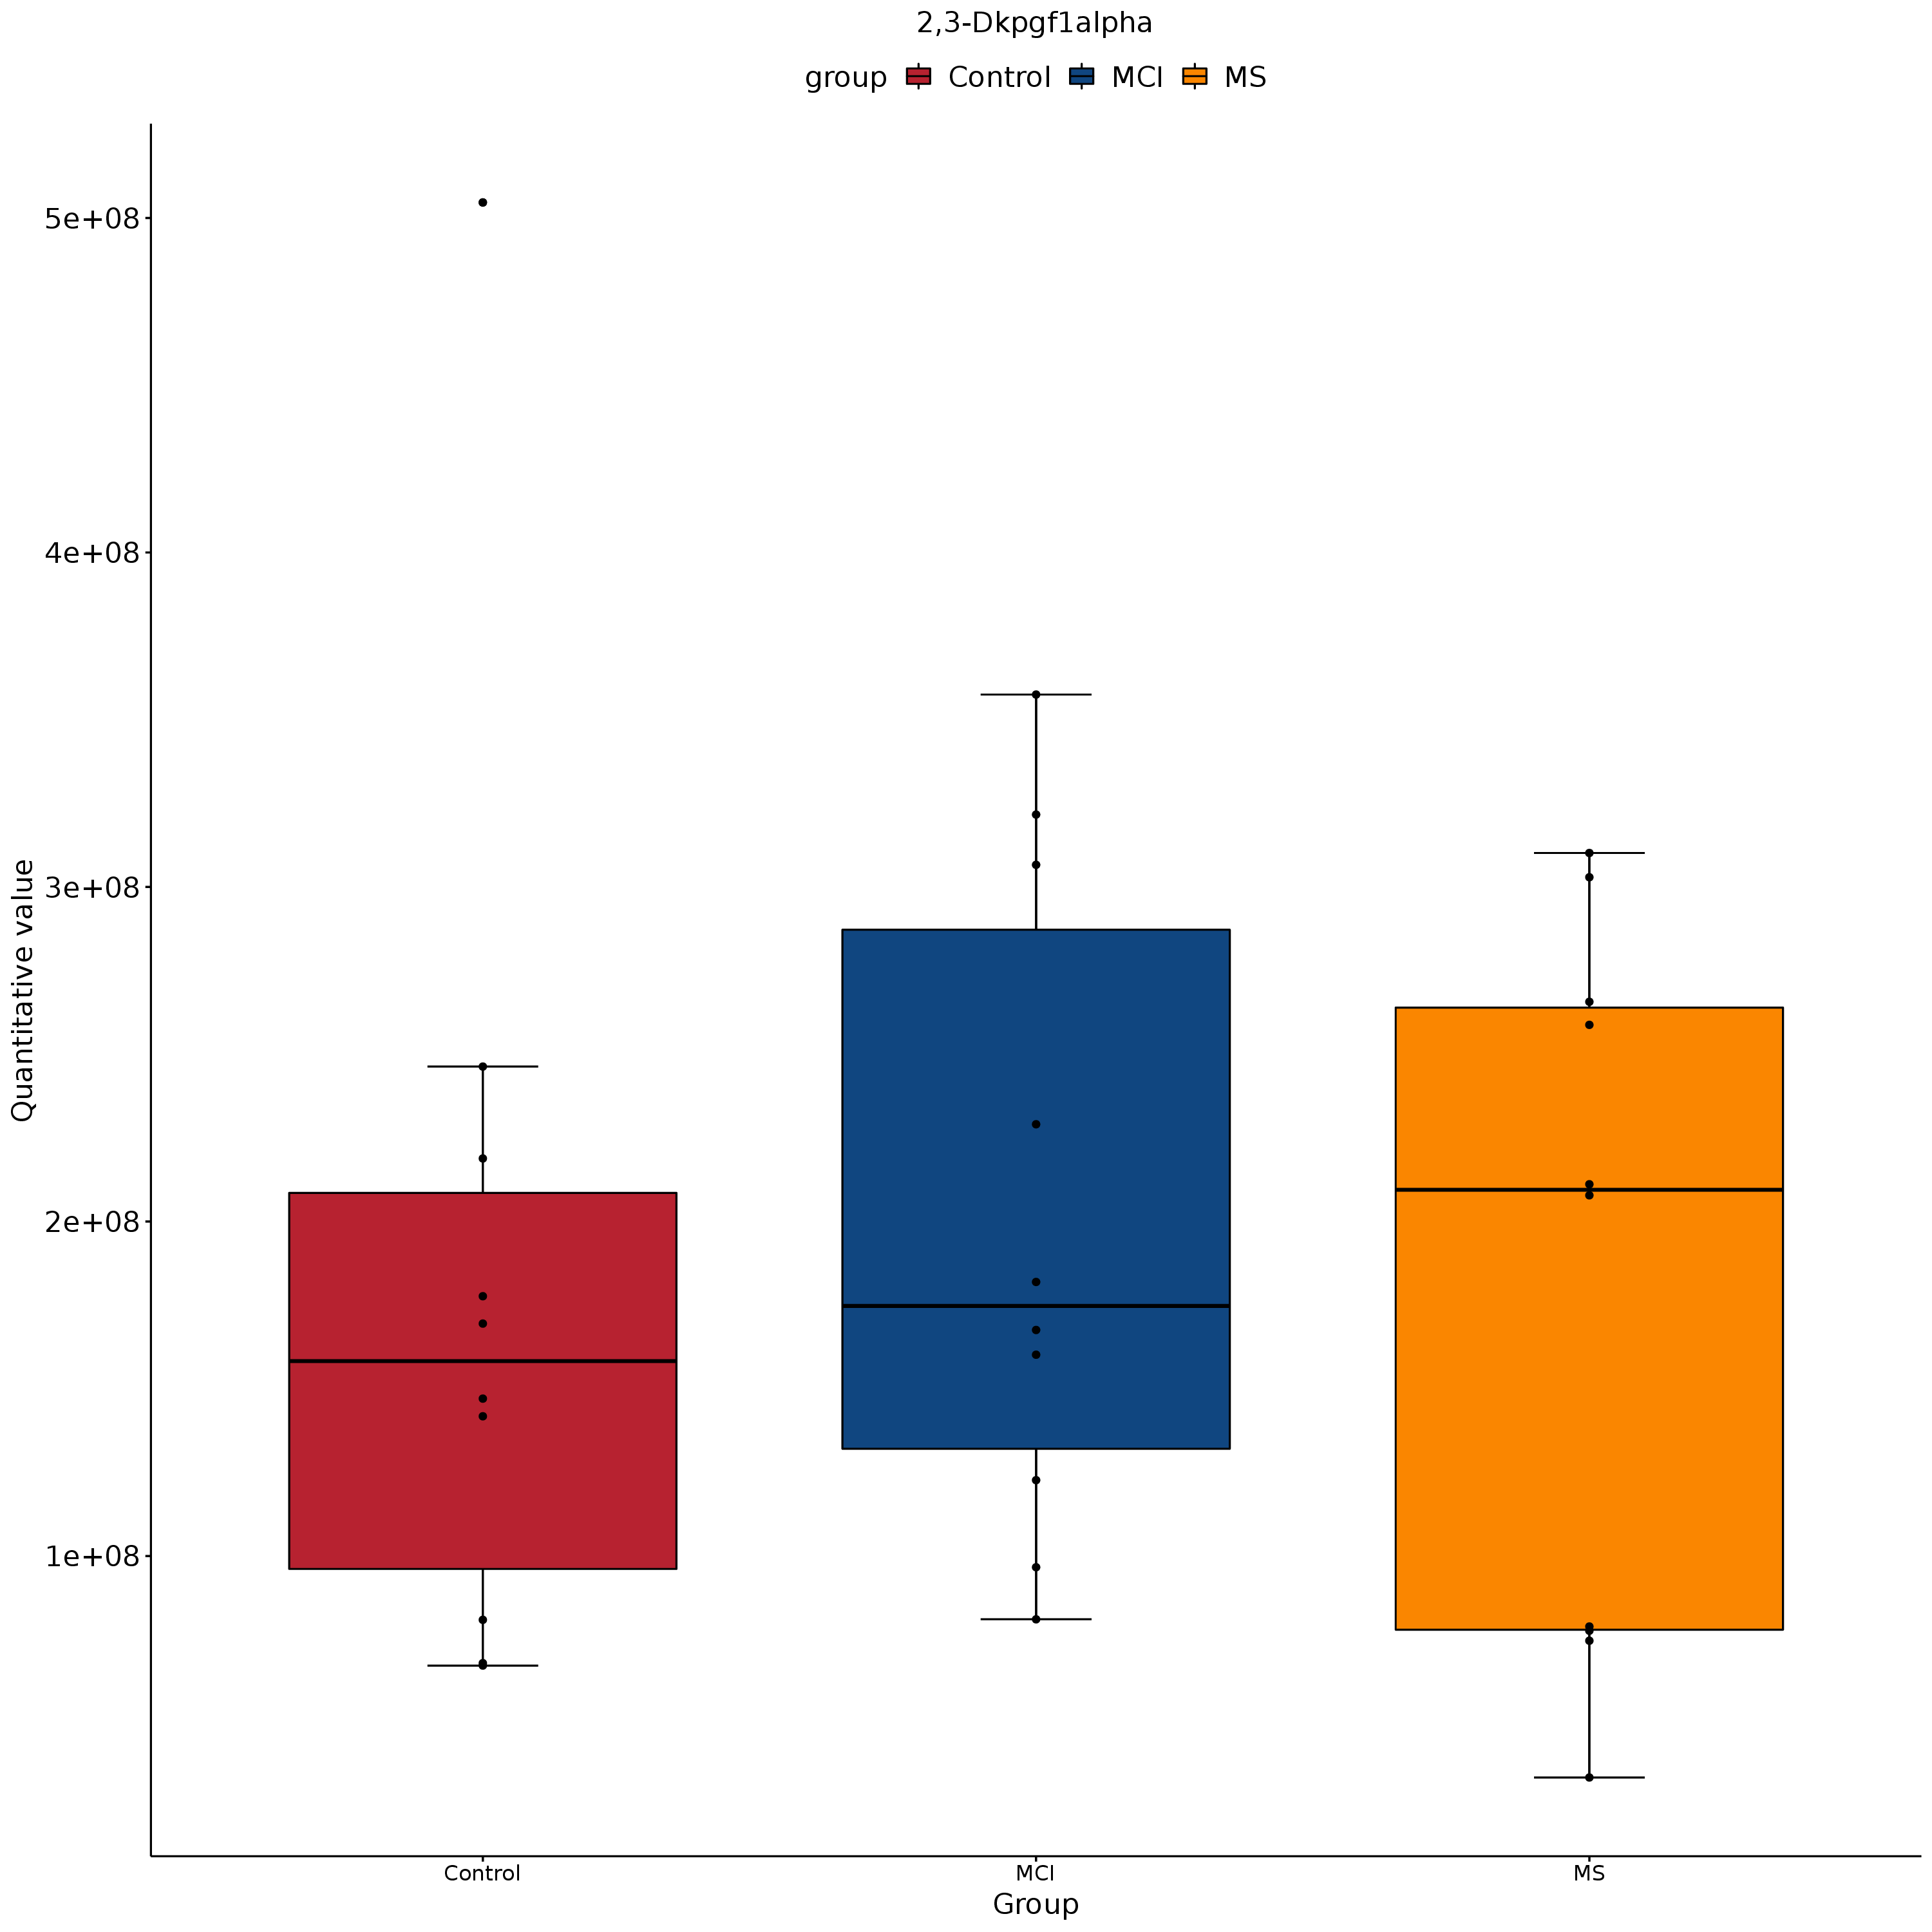 2,3-Dkpgf1alpha
group Control MCI MS
5e+08
4e+08
3e+08
2e+08
1e+08
Quantitative value
Control MCI MS
Group